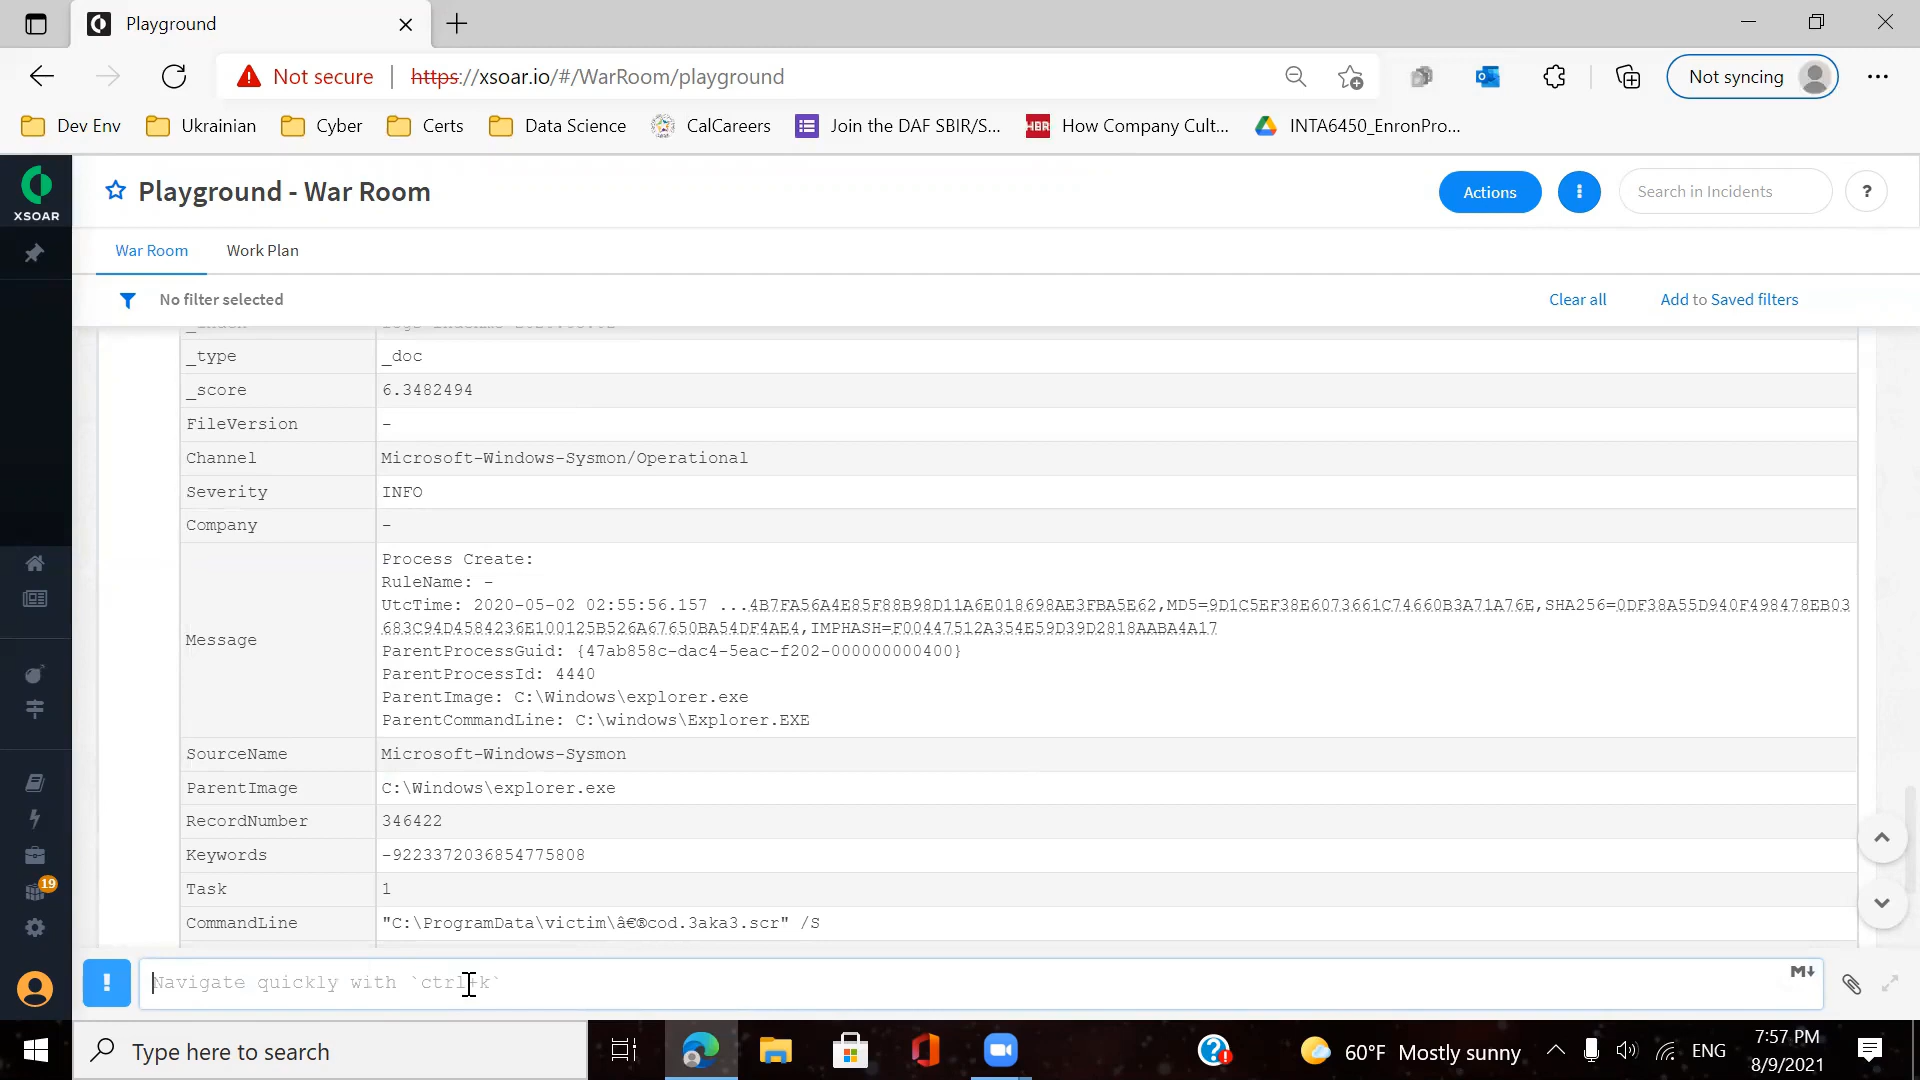 Playground
Not secure https://xsoar.io/#/WarRoom/playground Not syncing
Dev Env Ukrainian Cyber Certs Data Science CalCareers Join the DAF SBIR/S... HBR How Company Cult... INTA6450_EnronPro...
XSOAR
Playground - War Room Actions Search in Incidents ?
War Room Work Plan
No filter selected Clear all Add to Saved filters
_type _doc
_score 6.3482494
FileVersion -
Channel Microsoft-Windows-Sysmon/Operational
Severity INFO
Company -
Message
Process Create:
RuleName: -
UtcTime: 2020-05-02 02:55:56.157 ...4B7FA56A4E85F88B98D11A6E018698AE3FBA5E62,MD5=9D1C5EF38E6073661C74660B3A71A76E,SHA256=0DF38A55D940F498478EB03
683C94D4584236E100125B526A67650BA54DF4AE4,IMPHASH=F00447512A354E59D39D2818AABA4A17
ParentProcessGuid: {47ab858c-dac4-5eac-f202-000000000400}
ParentProcessId: 4440
ParentImage: C:\Windows\explorer.exe
ParentCommandLine: C:\windows\Explorer.EXE
SourceName Microsoft-Windows-Sysmon
ParentImage C:\Windows\explorer.exe
RecordNumber 346422
Keywords -9223372036854775808
Task 1
CommandLine "C:\ProgramData\victim\â€®cod.3aka3.scr" /S
19
! Navigate quickly with `ctrl+k` M
Type here to search 60°F Mostly sunny ENG 7:57 PM
8/9/2021